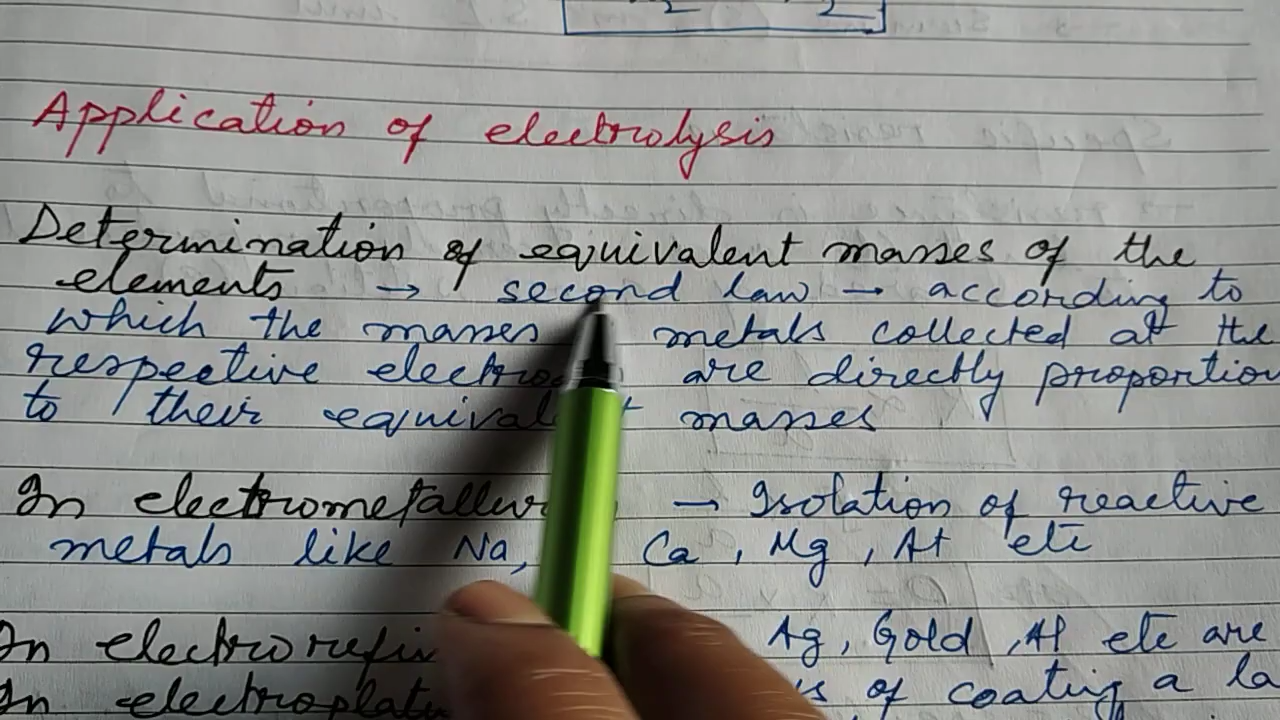 Application of electrolysis
Determination of equivalent masses of the
elements → second law → according to
which the masses metals collected at the
respective are directly
to their masses
In → Isolation of reactive
metals like Na, Ca, Mg, Al etc
In Ag, Gold, Al etc are
In of coating a